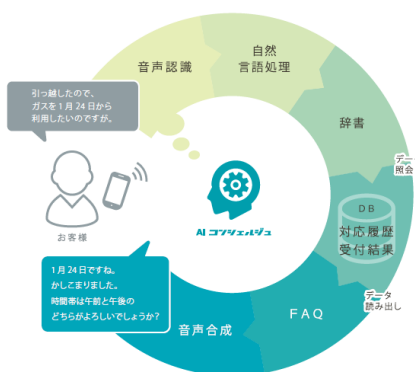 自然
言語処理
音声認識
引っ越したので、
ガスを1月24日から
利用したいのですが。
辞書
デー
照会
DB
対応履歴
受付結果
データ
読み出し
お客様
AIコンシェルジュ
1月24日ですね。
かしこまりました。
時間帯は午前と午後の
どちらがよろしいでしょうか？
FAQ
音声合成